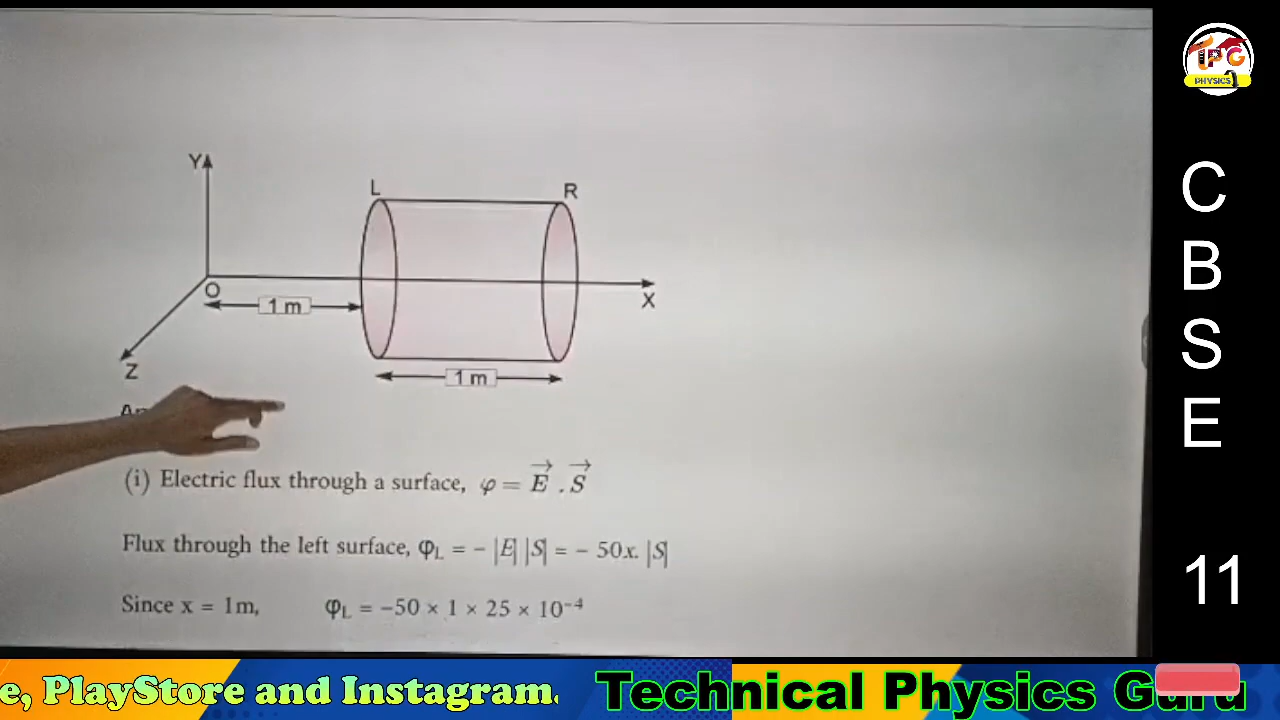 TPG
PHYSICS
C
B
S
E
11
Y
L
R
O
X
1 m
Z
1 m
(i) Electric flux through a surface, φ = E⃗ . S⃗
Flux through the left surface, φL = − |E| |S| = − 50x. |S|
Since x = 1m, φL = −50 × 1 × 25 × 10⁻⁴
e, PlayStore and Instagram.
Technical Physics Guru